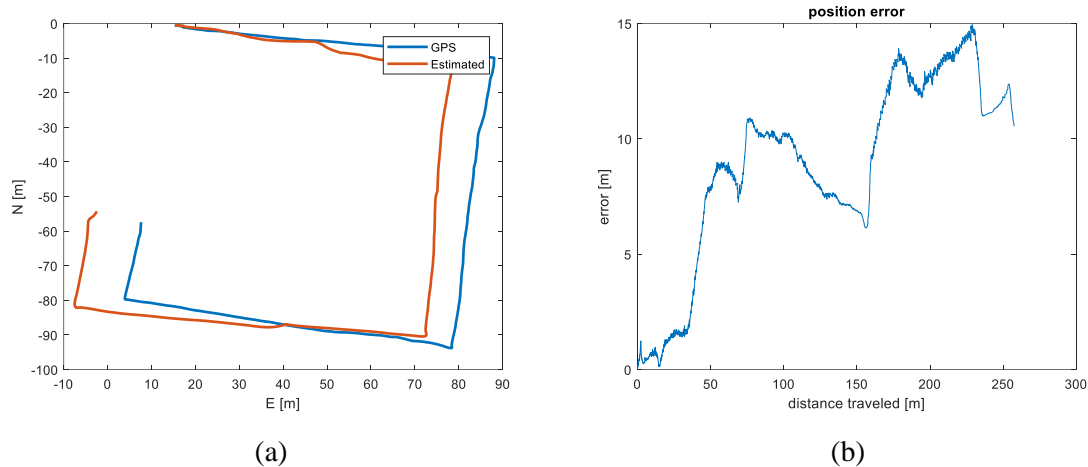 0
-10
-20
-30
-40
-50
-60
-70
-80
-90
-100
N [m]
-10 0 10 20 30 40 50 60 70 80 90
E [m]
GPS
Estimated
(a)
position error
15
10
5
0
error [m]
0 50 100 150 200 250 300
distance traveled [m]
(b)